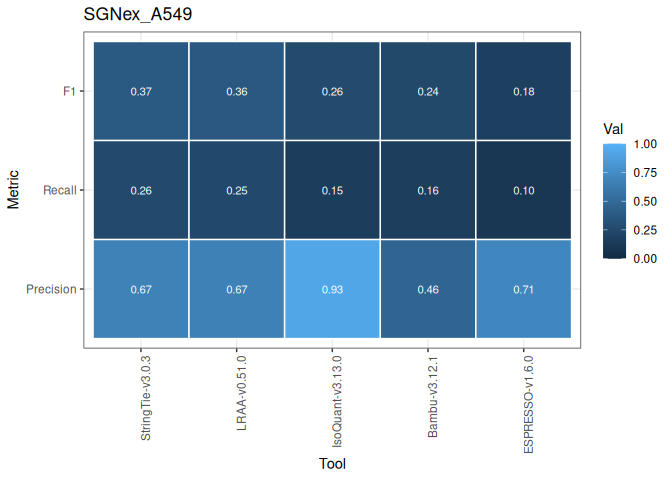 SGNex_A549
Metric
F1
0.37 0.36 0.26 0.24 0.18
Recall
0.26 0.25 0.15 0.16 0.10
Precision
0.67 0.67 0.93 0.46 0.71
StringTie-v3.0.3
LRAA-v0.51.0
IsoQuant-v3.13.0
Bambu-v3.12.1
ESPRESSO-v1.6.0
Tool
Val
1.00
0.75
0.50
0.25
0.00